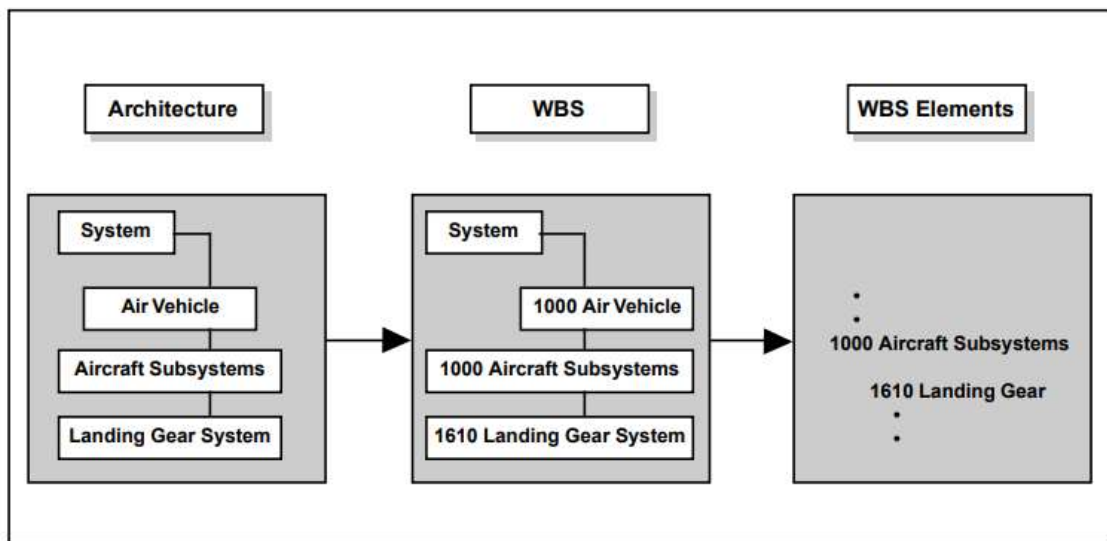 Architecture
WBS
WBS Elements
System
Air Vehicle
Aircraft Subsystems
Landing Gear System
System
1000 Air Vehicle
1000 Aircraft Subsystems
1610 Landing Gear System
1000 Aircraft Subsystems
1610 Landing Gear